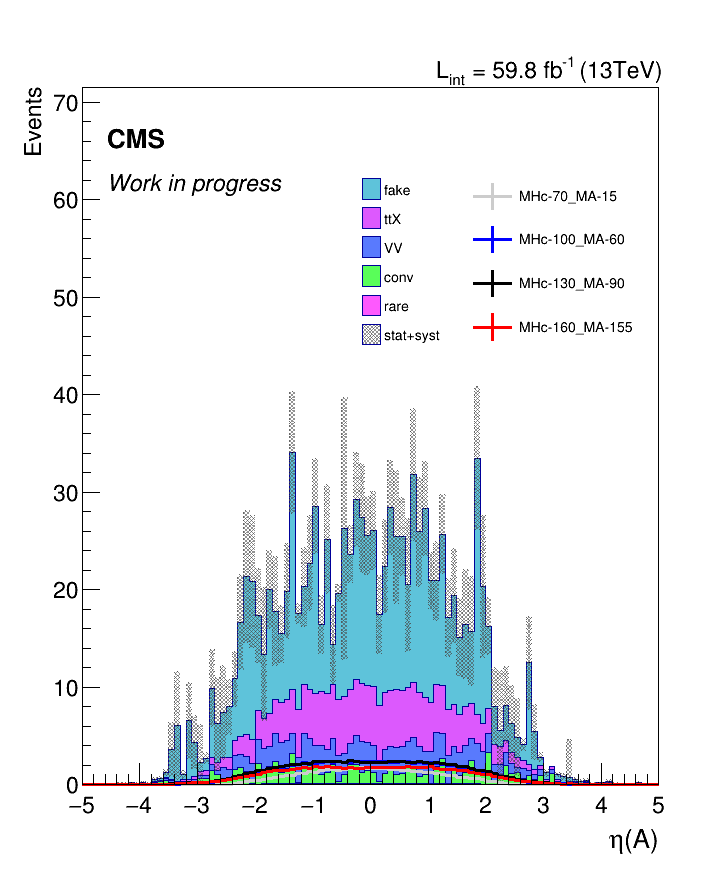 L_int = 59.8 fb^-1 (13TeV)
Events
70
60
50
40
30
20
10
0
CMS
Work in progress
fake
ttX
VV
conv
rare
stat+syst
MHc-70_MA-15
MHc-100_MA-60
MHc-130_MA-90
MHc-160_MA-155
−5 −4 −3 −2 −1 0 1 2 3 4 5
η(A)